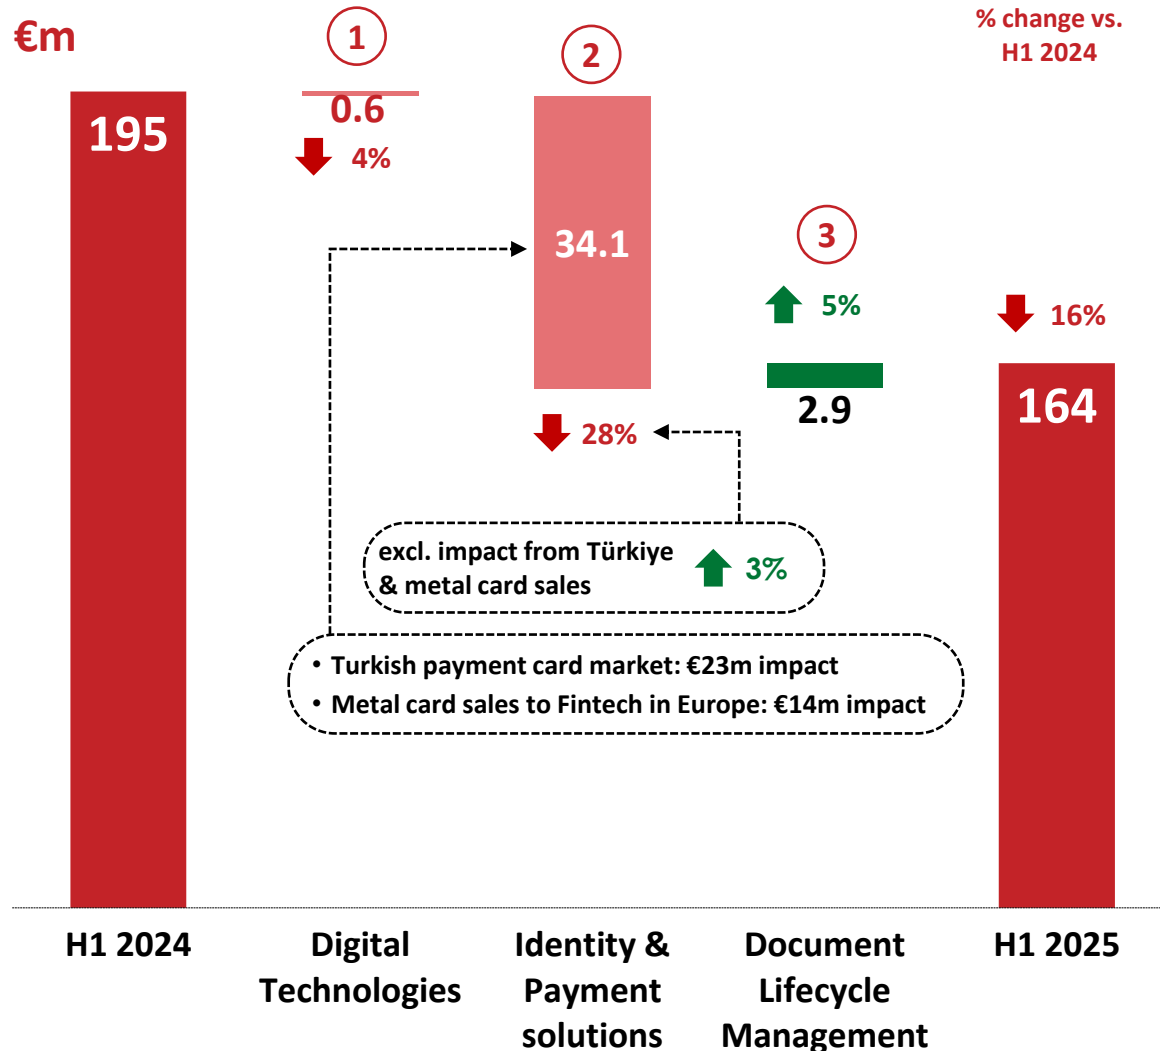 €m
% change vs.
H1 2024
1
2
3
195
0.6
4%
34.1
28%
5%
2.9
16%
164
excl. impact from Türkiye
& metal card sales
3%
• Turkish payment card market: €23m impact
• Metal card sales to Fintech in Europe: €14m impact
H1 2024
Digital
Technologies
Identity &
Payment
solutions
Document
Lifecycle
Management
H1 2025